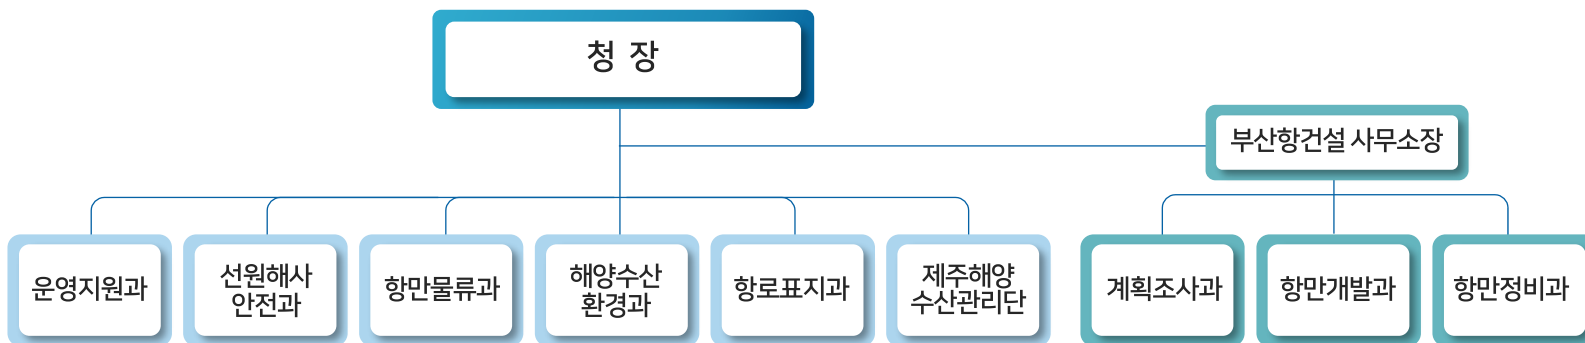 청 장
부산항건설 사무소장
운영지원과
선원해사
안전과
항만물류과
해양수산
환경과
항로표지과
제주해양
수산관리단
계획조사과
항만개발과
항만정비과